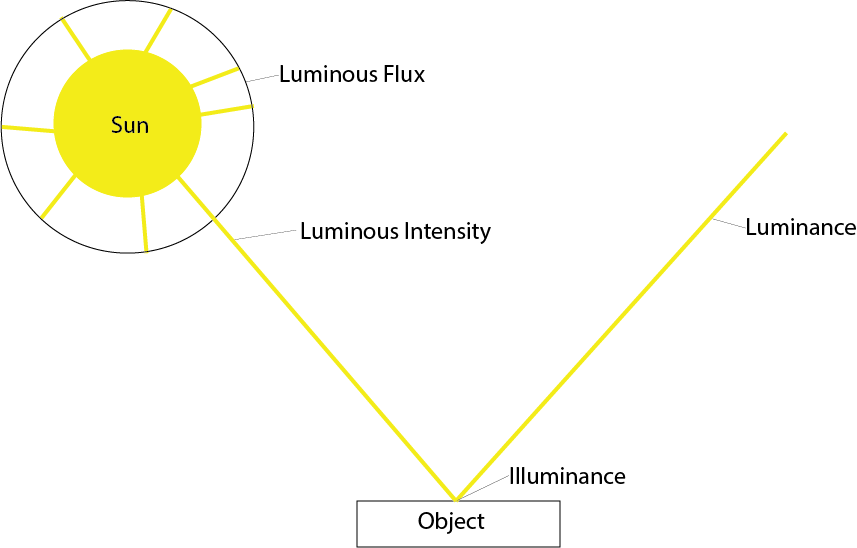 Luminous Flux
Sun
Luminous Intensity
Luminance
Illuminance
Object